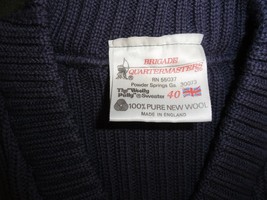 BRIGADE
QUARTERMASTERS
RN 58037
Powder Springs Ga. 30073
The "Woolly
Pully"® Sweater 40
100% PURE NEW WOOL
MADE IN ENGLAND